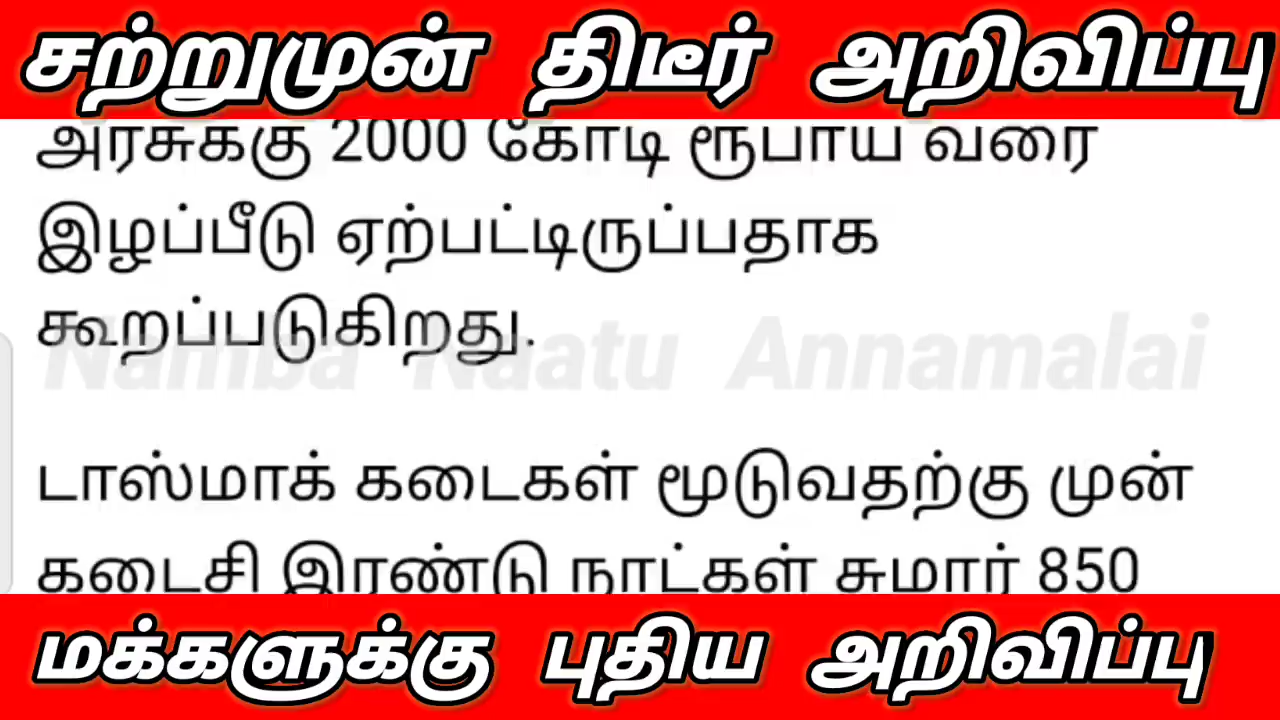 சற்றுமுன் திடீர் அறிவிப்பு
அரசுக்கு 2000 கோடி ரூபாய் வரை
இழப்பீடு ஏற்பட்டிருப்பதாக
கூறப்படுகிறது.
Namba Naatu Annamalai
டாஸ்மாக் கடைகள் மூடுவதற்கு முன்
கடைசி இரண்டு நாட்கள் சுமார் 850
மக்களுக்கு புதிய அறிவிப்பு